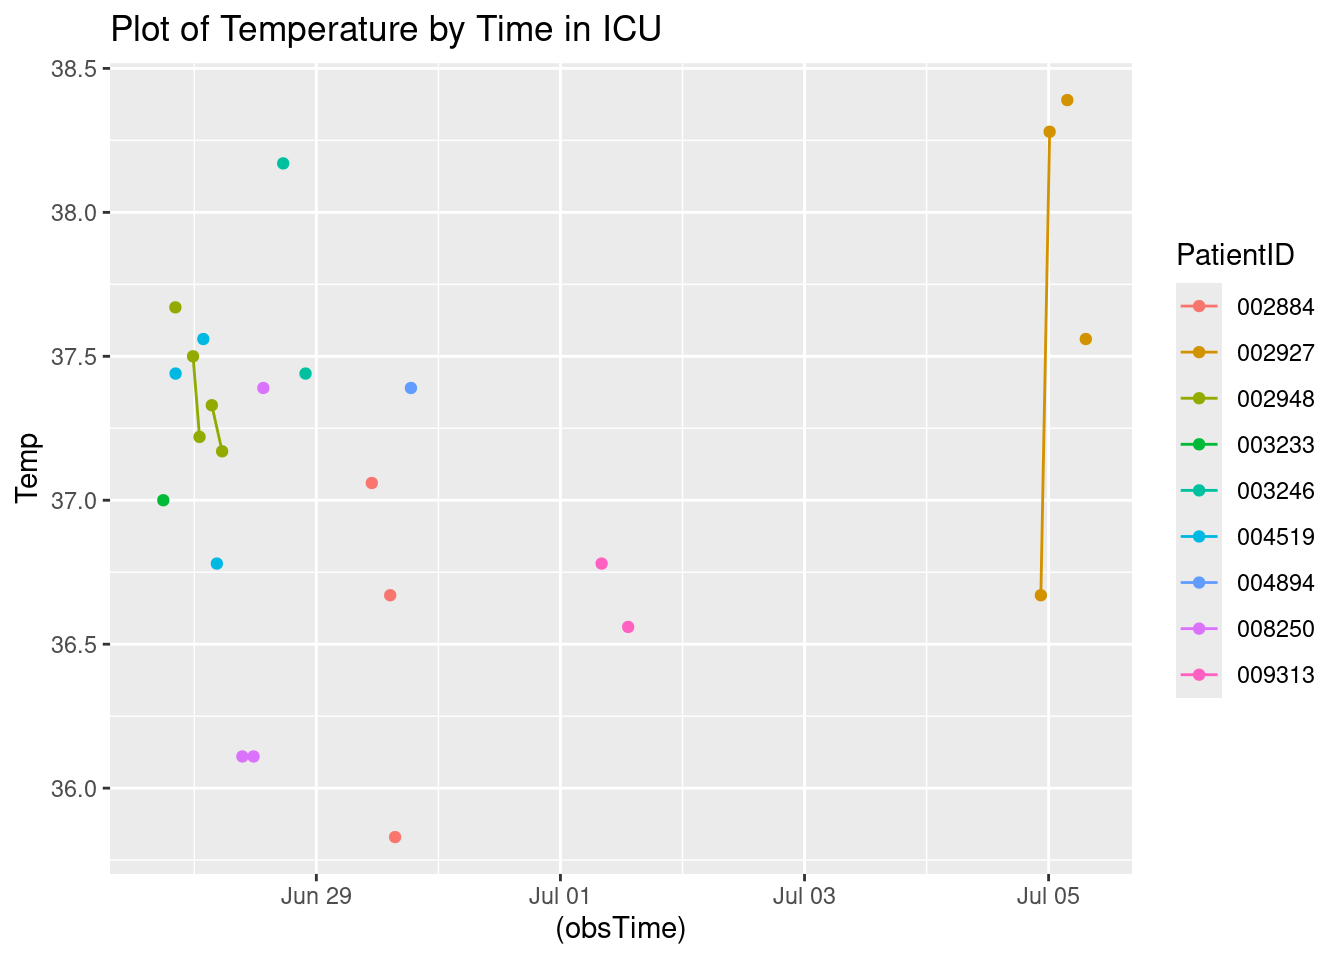 Plot of Temperature by Time in ICU
38.5
38.0
37.5
37.0
36.5
36.0
Temp
Jun 29
Jul 01
Jul 03
Jul 05
(obsTime)
PatientID
002884
002927
002948
003233
003246
004519
004894
008250
009313